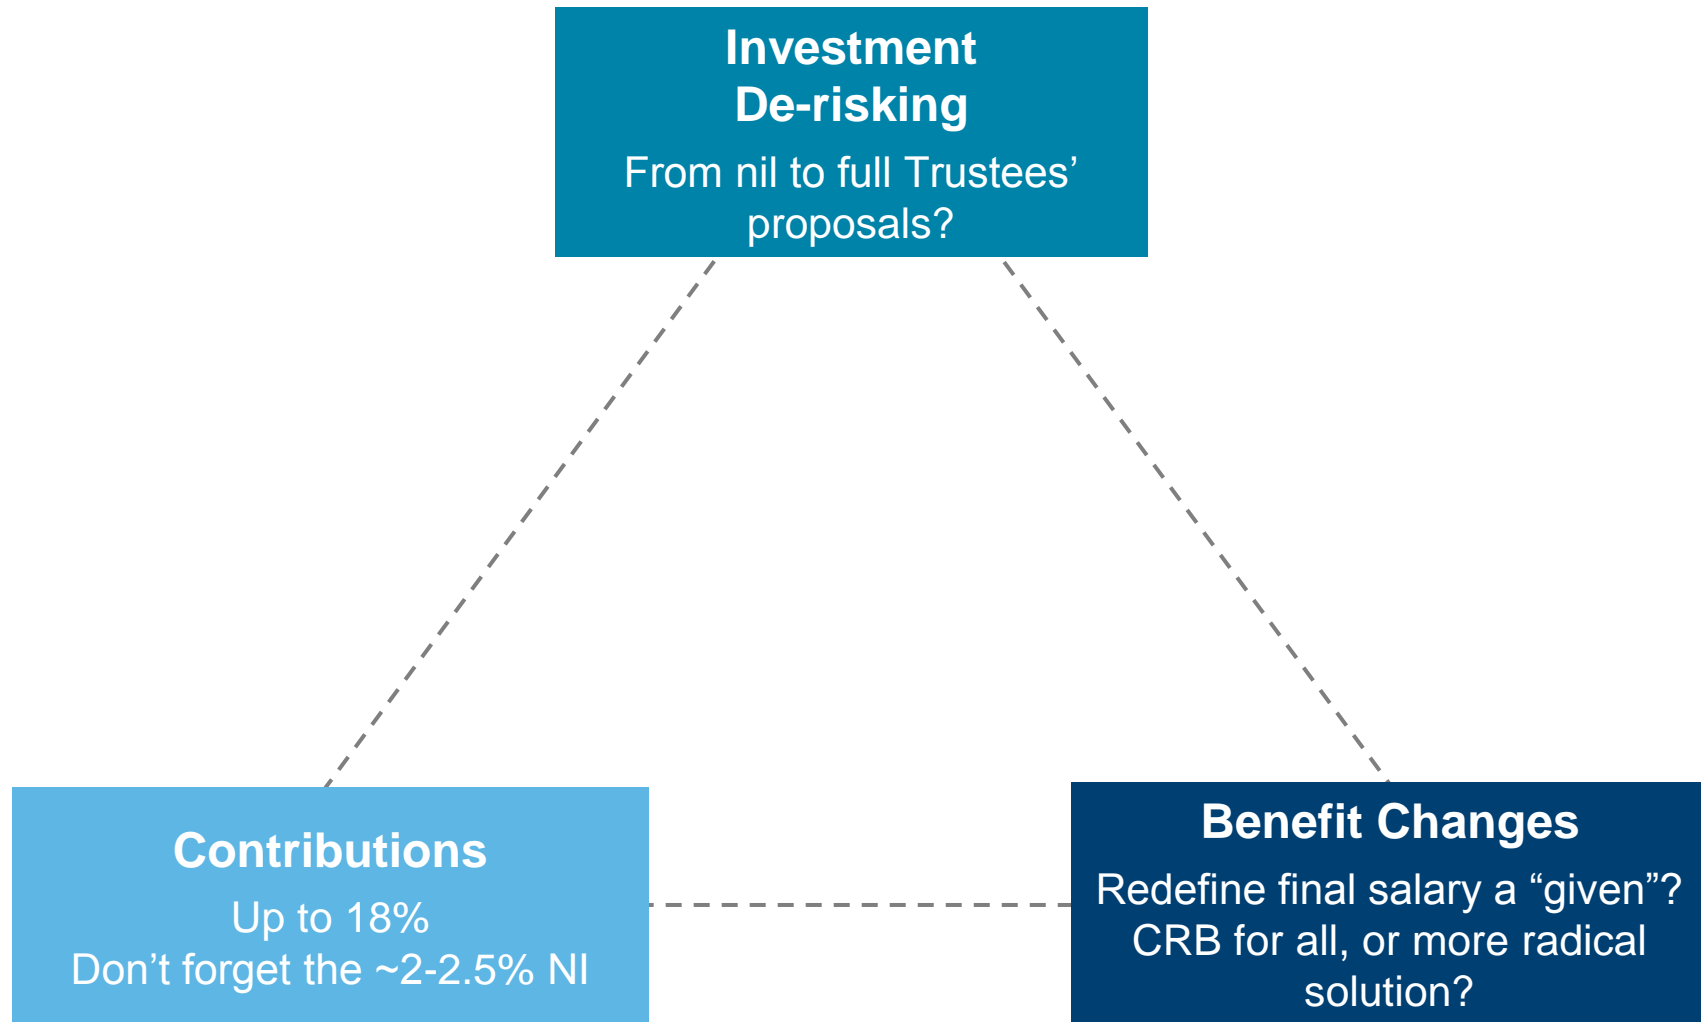 Investment
De-risking
From nil to full Trustees’
proposals?
Contributions
Up to 18%
Don’t forget the ~2-2.5% NI
Benefit Changes
Redefine final salary a “given”?
CRB for all, or more radical
solution?